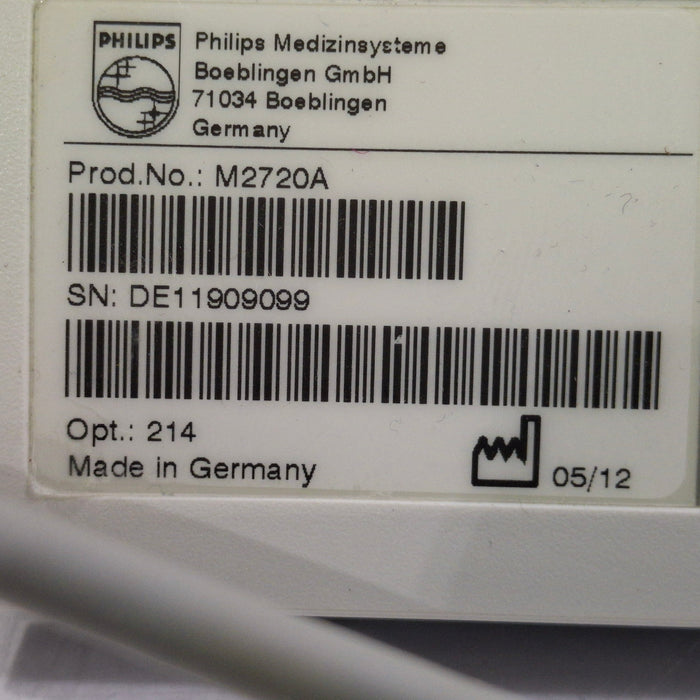 PHILIPS
Philips Medizinsysteme
Boeblingen GmbH
71034 Boeblingen
Germany
Prod.No.: M2720A
SN: DE11909099
Opt.: 214
Made in Germany
05/12